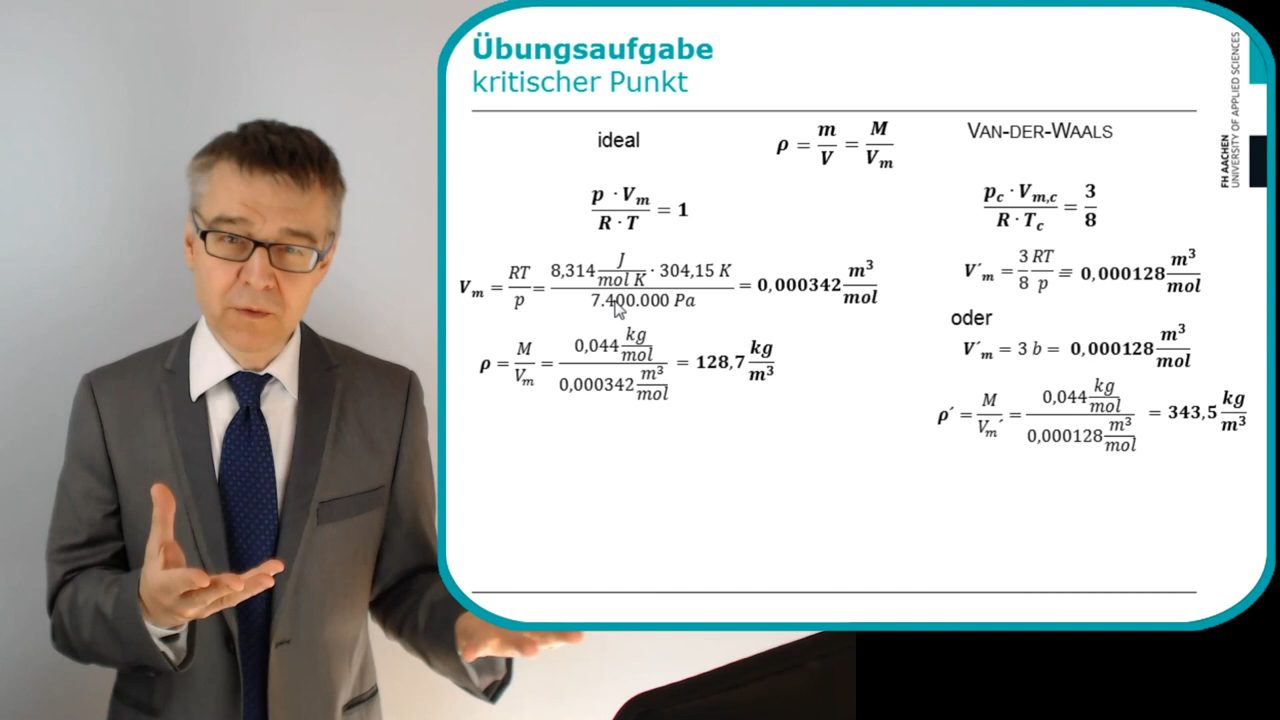 Übungsaufgabe
kritischer Punkt
ideal
ρ = m/V = M/V_m
VAN-DER-WAALS
p · V_m / R · T = 1
p_c · V_m,c / R · T_c = 3/8
V_m = RT/p = 8,314 J/mol K · 304,15 K / 7.400.000 Pa = 0,000342 m³/mol
V´_m = 3/8 RT/p = 0,000128 m³/mol
oder
V´_m = 3 b = 0,000128 m³/mol
ρ = M/V_m = 0,044 kg/mol / 0,000342 m³/mol = 128,7 kg/m³
ρ´ = M/V_m´ = 0,044 kg/mol / 0,000128 m³/mol = 343,5 kg/m³
FH AACHEN
UNIVERSITY OF APPLIED SCIENCES